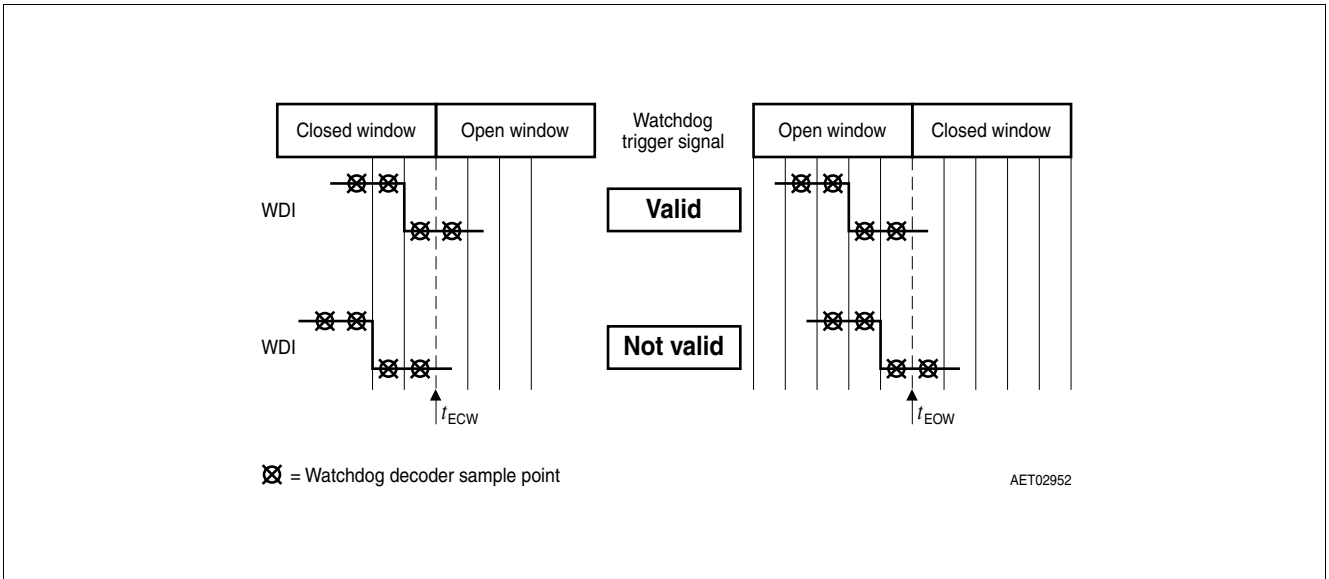 Closed window
Open window
Watchdog
trigger signal
Open window
Closed window
WDI
Valid
WDI
Not valid
tECW
tEOW
= Watchdog decoder sample point
AET02952